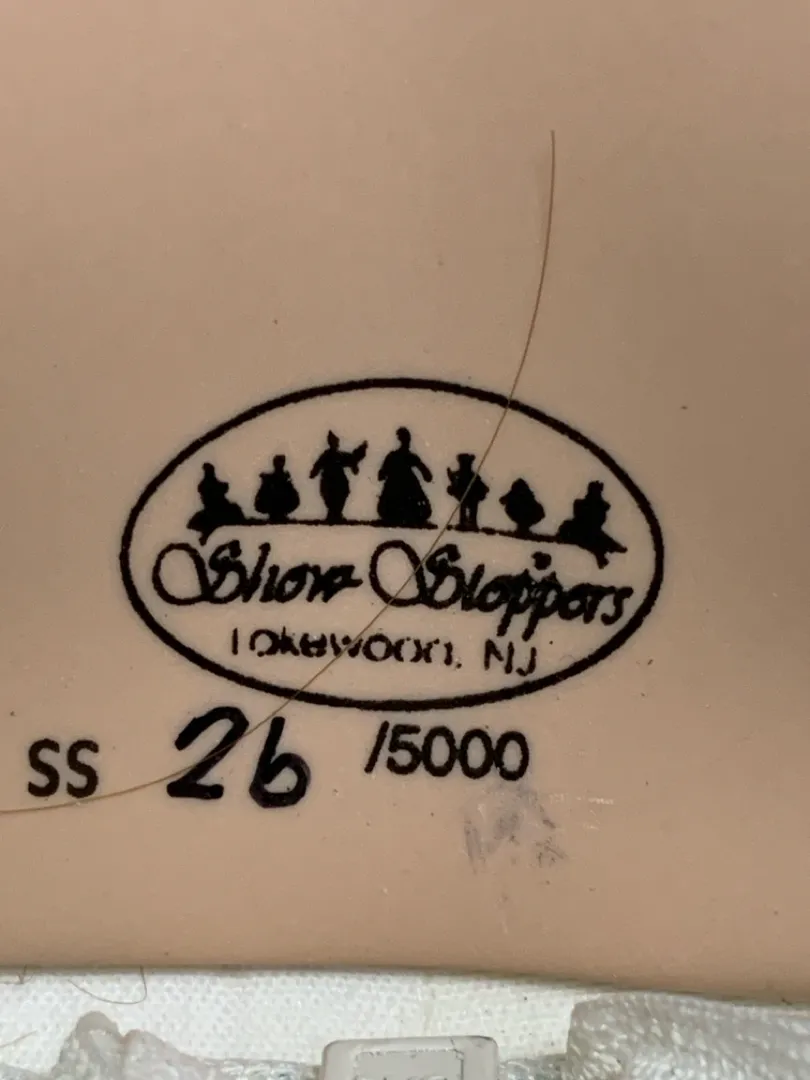 Show Stoppers
Lakewood, NJ
SS 26 /5000